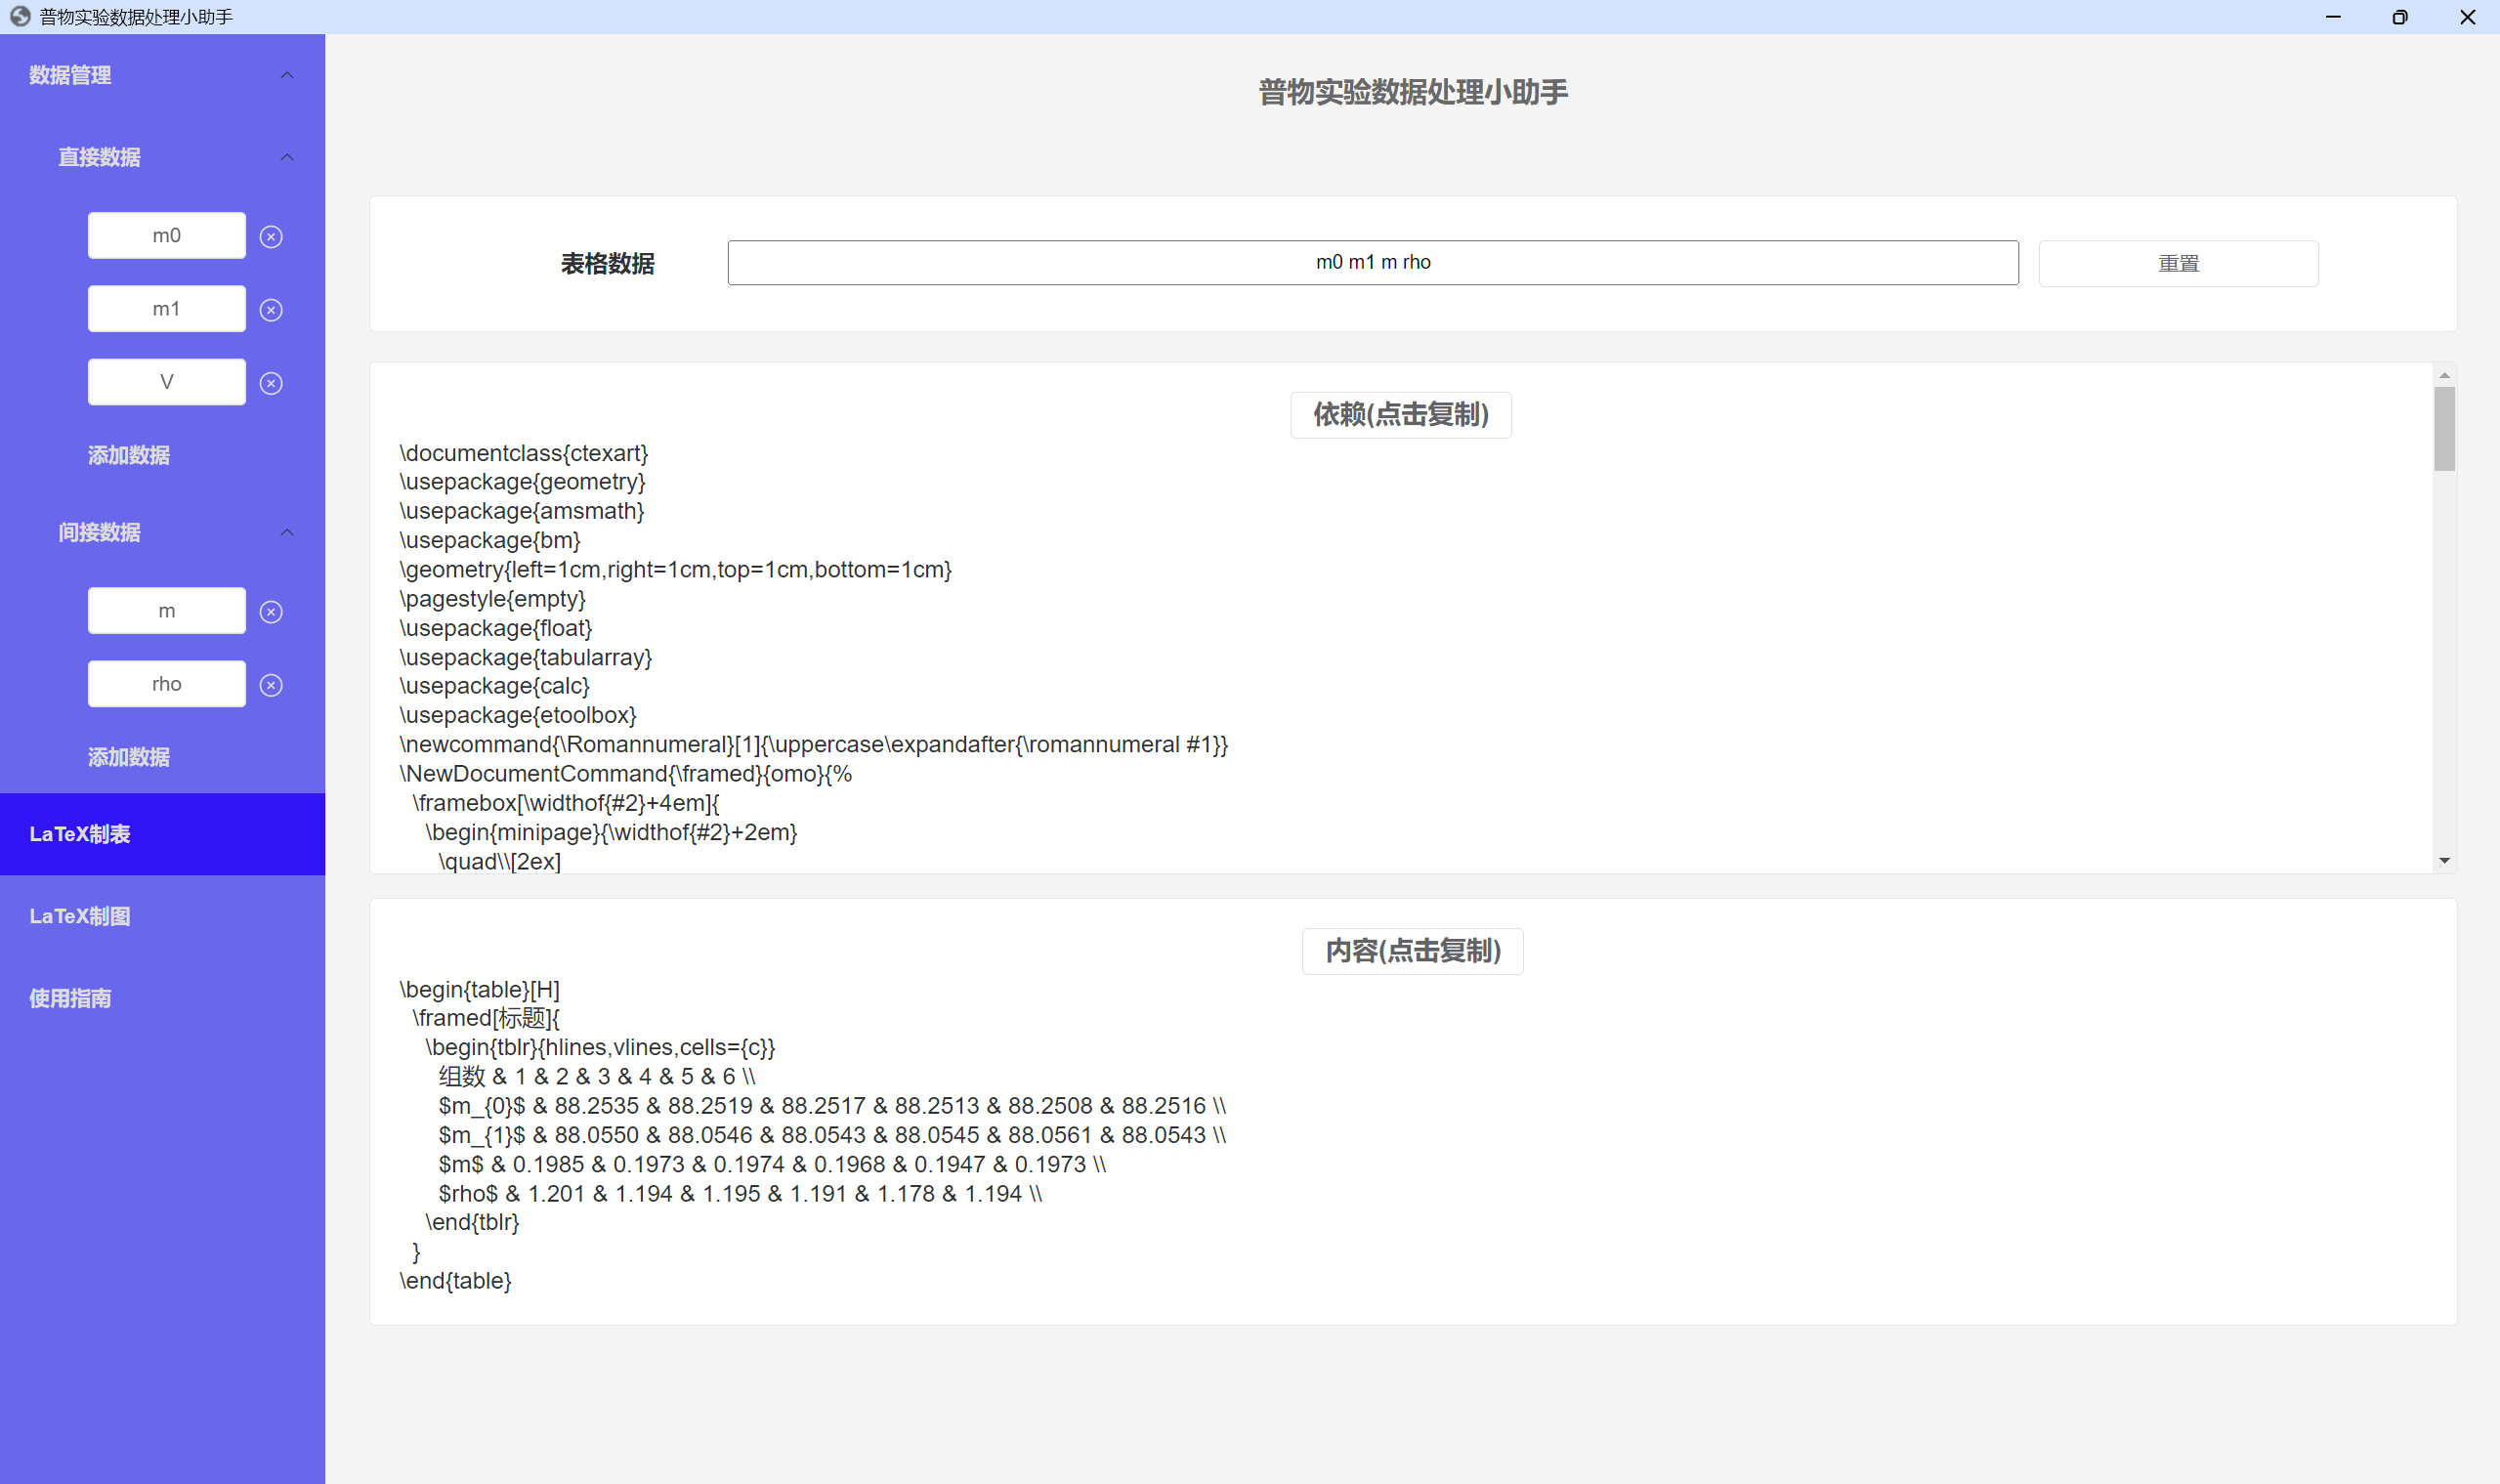 普物实验数据处理小助手
数据管理
直接数据
m0
m1
V
添加数据
间接数据
m
rho
添加数据
LaTeX制表
LaTeX制图
使用指南
普物实验数据处理小助手
表格数据 m0 m1 m rho 重置
依赖(点击复制)
\documentclass{ctexart}
\usepackage{geometry}
\usepackage{amsmath}
\usepackage{bm}
\geometry{left=1cm,right=1cm,top=1cm,bottom=1cm}
\pagestyle{empty}
\usepackage{float}
\usepackage{tabularray}
\usepackage{calc}
\usepackage{etoolbox}
\newcommand{\Romannumeral}[1]{\uppercase\expandafter{\romannumeral #1}}
\NewDocumentCommand{\framed}{omo}{%
  \framebox[\widthof{#2}+4em]{
    \begin{minipage}{\widthof{#2}+2em}
      \quad\\[2ex]
内容(点击复制)
\begin{table}[H]
  \framed[标题]{
    \begin{tblr}{hlines,vlines,cells={c}}
      组数 & 1 & 2 & 3 & 4 & 5 & 6 \\
      $m_{0}$ & 88.2535 & 88.2519 & 88.2517 & 88.2513 & 88.2508 & 88.2516 \\
      $m_{1}$ & 88.0550 & 88.0546 & 88.0543 & 88.0545 & 88.0561 & 88.0543 \\
      $m$ & 0.1985 & 0.1973 & 0.1974 & 0.1968 & 0.1947 & 0.1973 \\
      $rho$ & 1.201 & 1.194 & 1.195 & 1.191 & 1.178 & 1.194 \\
    \end{tblr}
  }
\end{table}